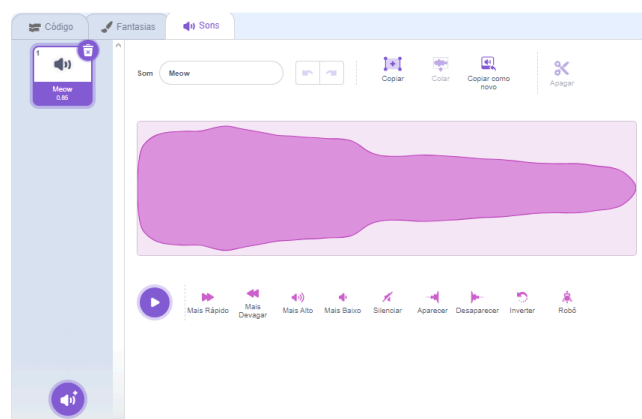 Código
Fantasias
Sons
1
Meow
0.65
Som
Meow
Copiar
Colar
Copiar como
novo
Apagar
Mais Rápido
Mais
Devagar
Mais Alto
Mais Baixo
Silenciar
Aparecer
Desaparecer
Inverter
Robô